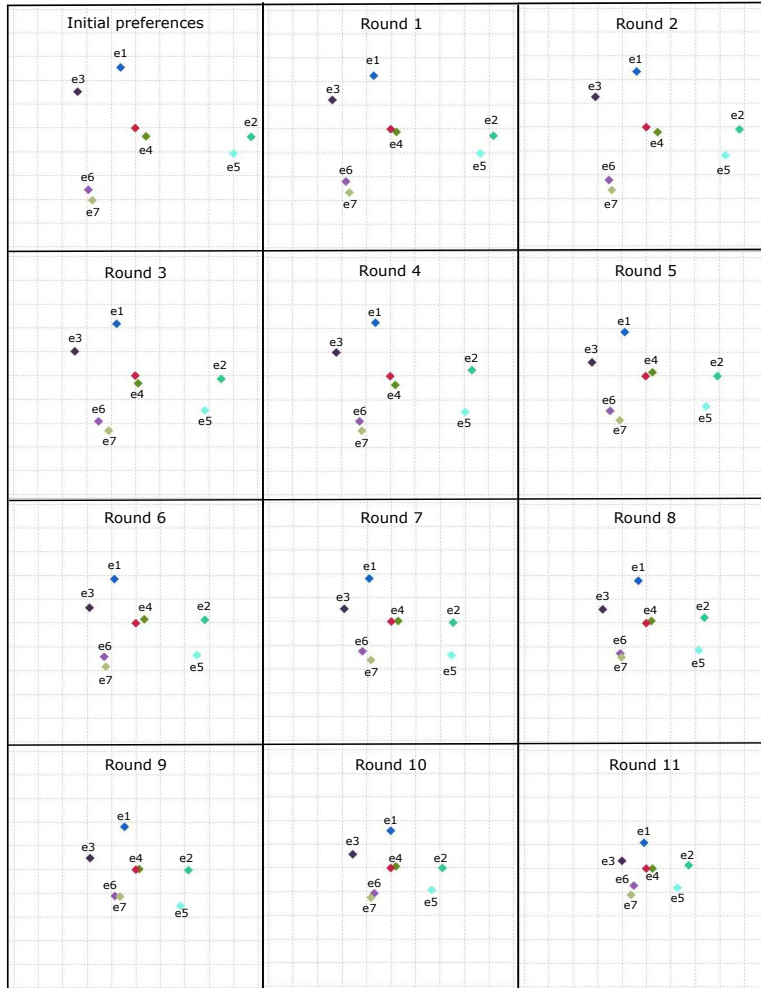 Initial preferences
e1
e3
e2
e4
e5
e6
e7
Round 1
e1
e3
e2
e4
e5
e6
e7
Round 2
e1
e3
e2
e4
e5
e6
e7
Round 3
e1
e3
e2
e4
e6
e5
e7
Round 4
e1
e3
e2
e4
e6
e5
e7
Round 5
e1
e3
e4
e2
e6
e5
e7
Round 6
e1
e3
e4
e2
e6
e5
e7
Round 7
e1
e3
e4
e2
e6
e5
e7
Round 8
e1
e3
e4
e2
e6
e5
e7
Round 9
e1
e3
e4
e2
e6
e7
e5
Round 10
e1
e3
e4
e2
e6
e5
e7
Round 11
e1
e3
e2
e4
e6
e5
e7